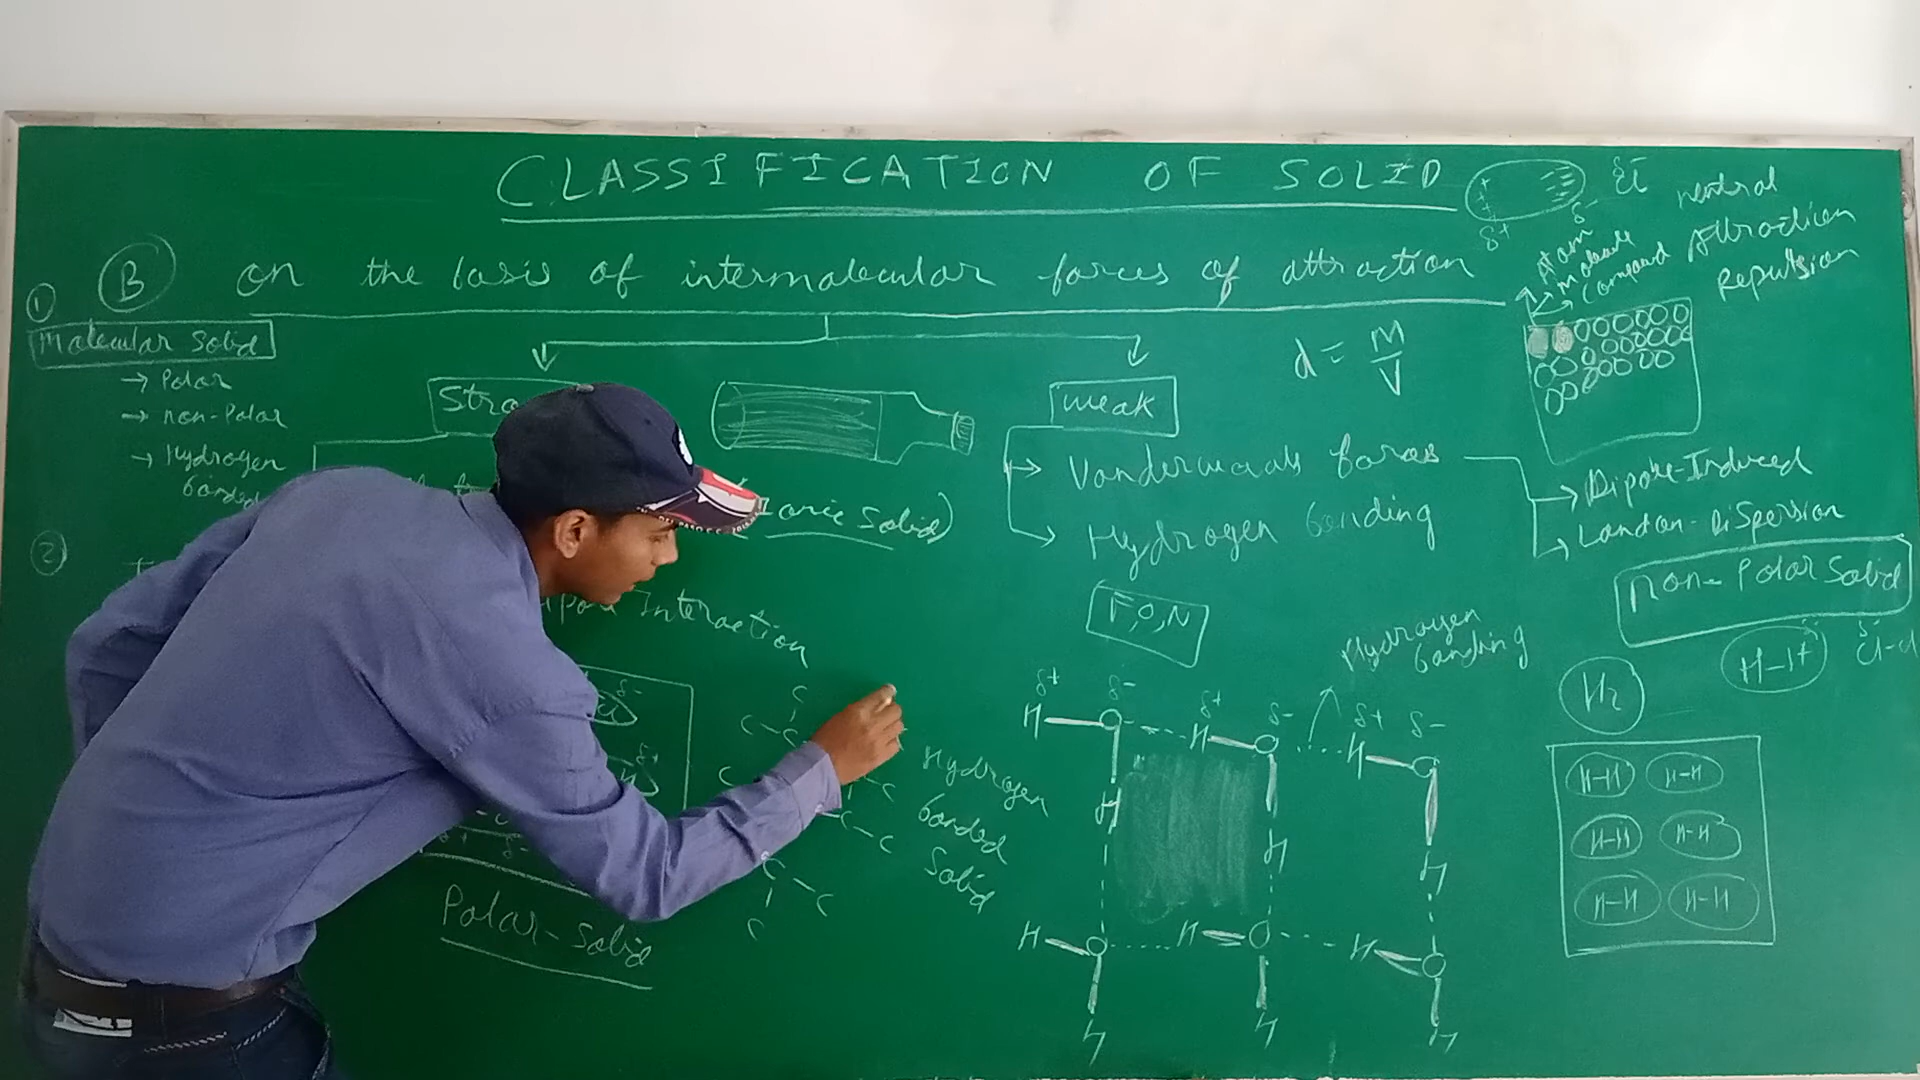 CLASSIFICATION OF SOLID
B on the basis of intermolecular forces of attraction
1
Molecular Solid
→ Polar
→ non-Polar
→ Hydrogen
bonded
2
Stro
Ionic Solid)
Interaction
δ-
δ+
Polar-Solid
C
C-C
C
C
C-C
C
C-C
C
Hydrogen
bonded
Solid
weak
d = M/V
Vanderwaals forces
Hydrogen bonding
→ Dipole-Induced
→ London-Dispersion
non-Polar Solid
F, O, N
Hydrogen
bonding
δ+ δ- δ+ δ- δ+ δ-
H-O---H-O....H-O
H H H
H-O.....H-O---H-O
H H H
H-H
H2
H-H H-H
H-H H-H
H-H H-H
δ+ δ-
neutral
Attraction
Repulsion
Atom
Molecule
Compound